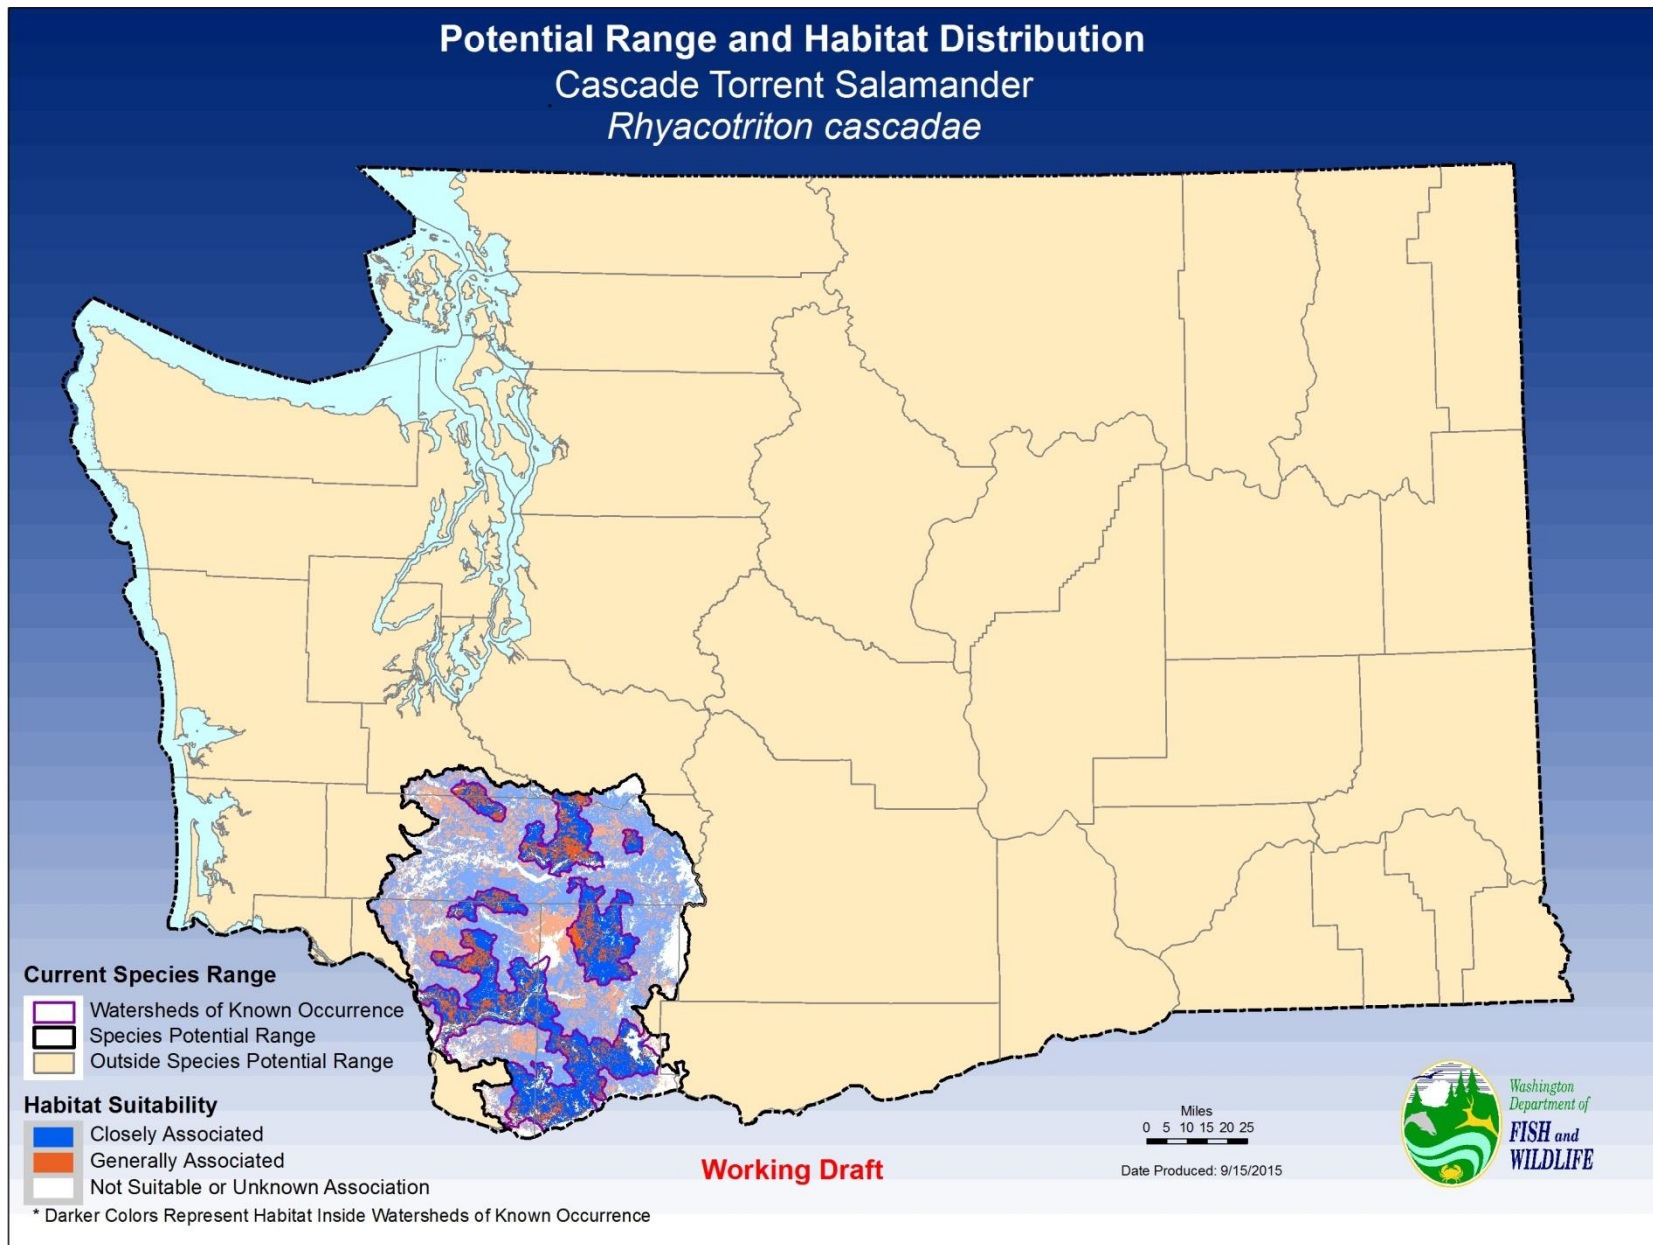 Potential Range and Habitat Distribution
Cascade Torrent Salamander
Rhyacotriton cascadae
Current Species Range
Watersheds of Known Occurrence
Species Potential Range
Outside Species Potential Range
Habitat Suitability
Closely Associated
Generally Associated
Not Suitable or Unknown Association
* Darker Colors Represent Habitat Inside Watersheds of Known Occurrence
Working Draft
Miles
0 5 10 15 20 25
Date Produced: 9/15/2015
Washington
Department of
FISH and
WILDLIFE